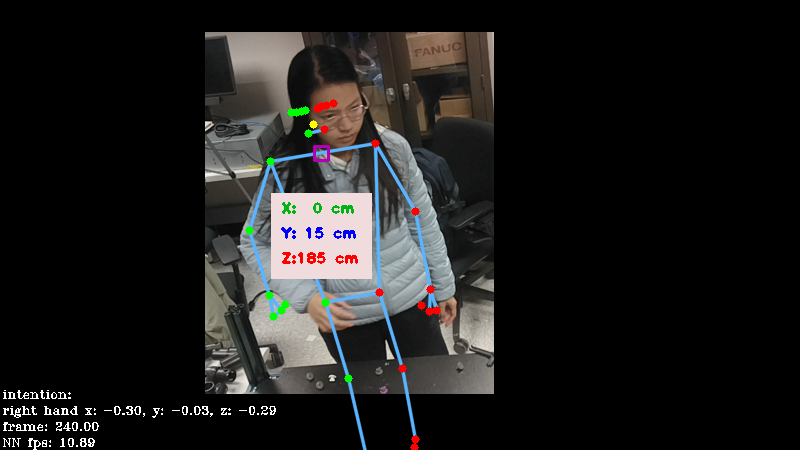 FANUC
X: 0 cm
Y: 15 cm
Z:185 cm
intention:
right hand x: -0.30, y: -0.03, z: -0.29
frame: 240.00
NN fps: 10.89